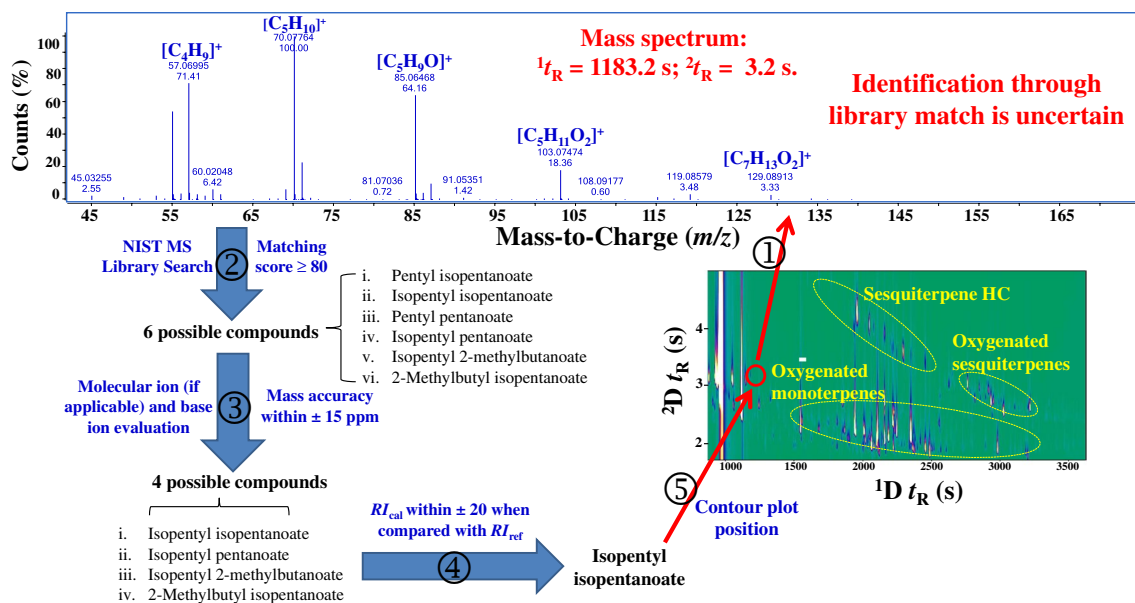 [C5H10]+
70.07764
100.00
[C4H9]+
57.06995
71.41
[C5H9O]+
85.06468
64.16
Mass spectrum:
1tR = 1183.2 s; 2tR = 3.2 s.
Identification through
library match is uncertain
[C5H11O2]+
103.07474
18.36
[C7H13O2]+
129.08913
3.33
45.03255
2.55
60.02048
6.42
81.07036
0.72
91.05351
1.42
108.09177
0.60
119.08579
3.48
Counts (%)
100
80
60
40
20
0
45 55 65 75 85 95 105 115 125 135 145 155 165
Mass-to-Charge (m/z)
①
NIST MS
Library Search
②
Matching
score ≥ 80
6 possible compounds
i. Pentyl isopentanoate
ii. Isopentyl isopentanoate
iii. Pentyl pentanoate
iv. Isopentyl pentanoate
v. Isopentyl 2-methylbutanoate
vi. 2-Methylbutyl isopentanoate
Molecular ion (if
applicable) and base
ion evaluation
③
Mass accuracy
within ± 15 ppm
4 possible compounds
i. Isopentyl isopentanoate
ii. Isopentyl pentanoate
iii. Isopentyl 2-methylbutanoate
iv. 2-Methylbutyl isopentanoate
RIcal within ± 20 when
compared with RIref
④
Isopentyl
isopentanoate
⑤
Contour plot
position
Sesquiterpene HC
Oxygenated
sesquiterpenes
Oxygenated
monoterpenes
2D tR (s)
4
3
2
1000 1500 2000 2500 3000 3500
1D tR (s)